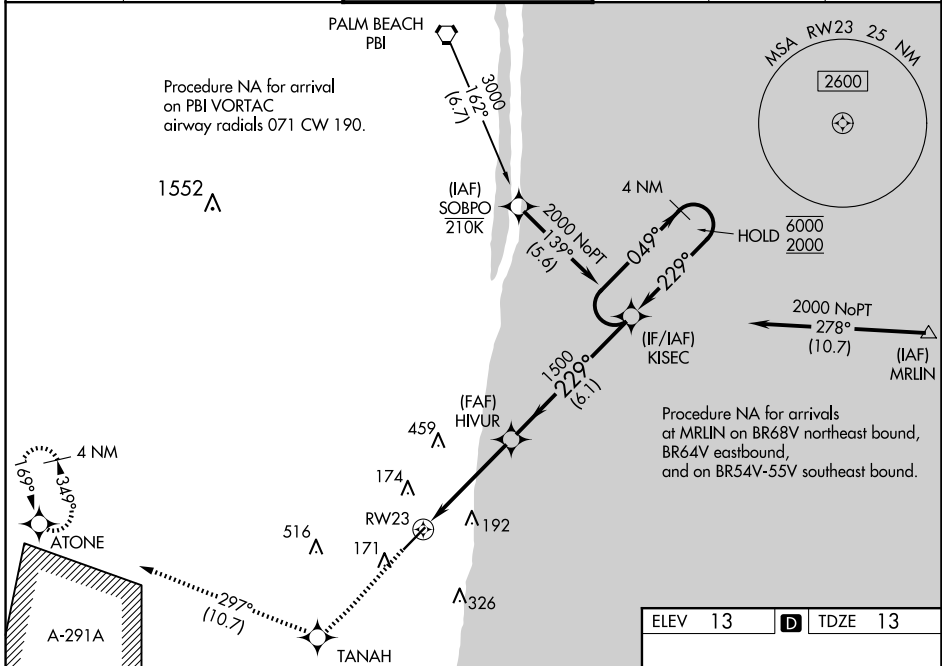 PALM BEACH
PBI
Procedure NA for arrival
on PBI VORTAC
airway radials 071 CW 190.
3000
162°
(6.7)
MSA RW23 25 NM
2600
1552
(IAF)
SOBPO
210K
2000 NoPT
139°
(5.6)
4 NM
049°
229°
HOLD
6000
2000
(IF/IAF)
KISEC
2000 NoPT
278°
(10.7)
(IAF)
MRLIN
1500
229°
(6.1)
(FAF)
HIVUR
Procedure NA for arrivals
at MRLIN on BR68V northeast bound,
BR64V eastbound,
and on BR54V-55V southeast bound.
459
174
RW23
192
516
171
326
4 NM
169°
349°
ATONE
A-291A
297°
(10.7)
TANAH
ELEV 13 D TDZE 13